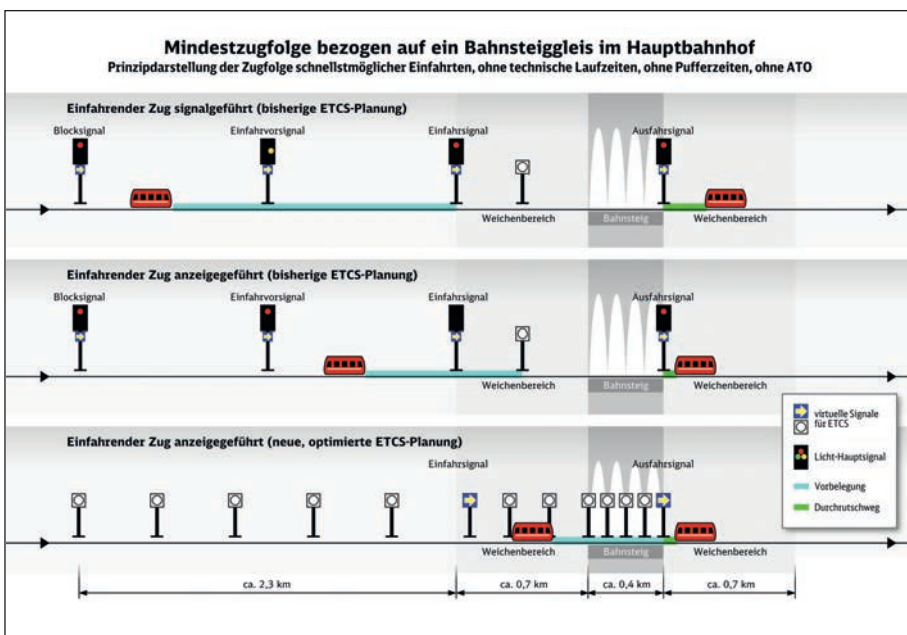 Mindestzugfolge bezogen auf ein Bahnsteiggleis im Hauptbahnhof
Prinzipdarstellung der Zugfolge schnellstmöglicher Einfahrten, ohne technische Laufzeiten, ohne Pufferzeiten, ohne ATO
Einfahrender Zug signalgeführt (bisherige ETCS-Planung)
Blocksignal Einfahrvorsignal Einfahrsignal Ausfahrsignal
Weichenbereich Bahnsteig Weichenbereich
Einfahrender Zug anzeigegeführt (bisherige ETCS-Planung)
Blocksignal Einfahrvorsignal Einfahrsignal Ausfahrsignal
Weichenbereich Bahnsteig Weichenbereich
Einfahrender Zug anzeigegeführt (neue, optimierte ETCS-Planung)
Einfahrsignal Ausfahrsignal
Weichenbereich Bahnsteig Weichenbereich
ca. 2,3 km ca. 0,7 km ca. 0,4 km ca. 0,7 km
virtuelle Signale
für ETCS
Licht-Hauptsignal
Vorbelegung
Durchrutschweg